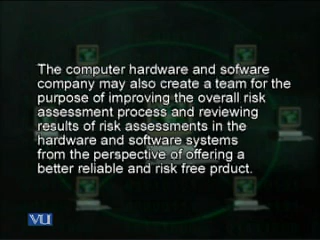 The computer hardware and sofware
company may also create a team for the
purpose of improving the overall risk
assessment process and reviewing
results of risk assessments in the
hardware and software systems
from the perspective of offering a
better reliable and risk free prduct.
VU